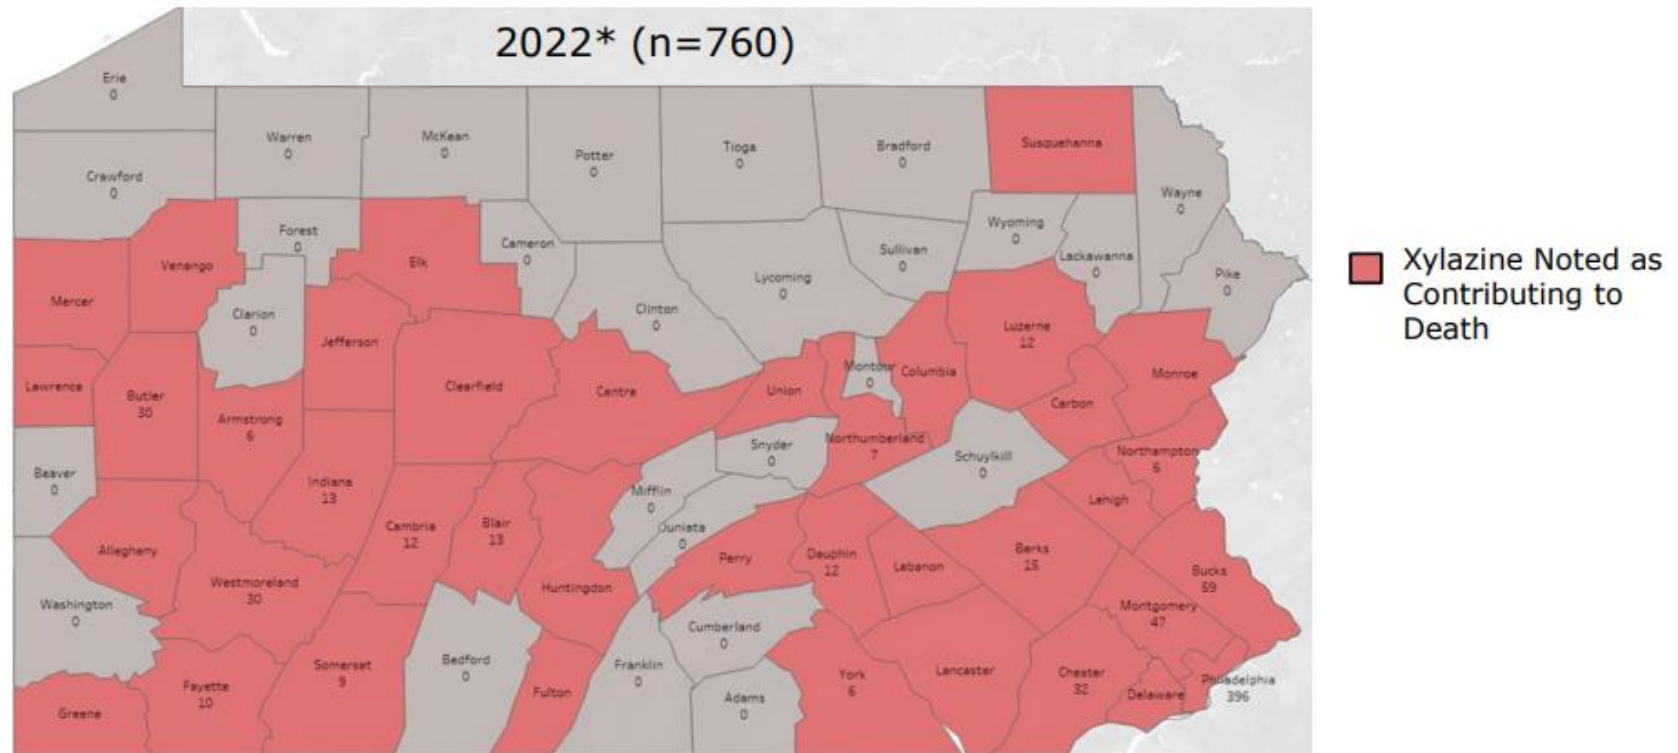 2022* (n=760)
Erie
0
Warren
0
McKean
0
Potter
0
Tioga
0
Bradford
0
Susquehanna
Crawford
0
Wayne
0
Forest
0
Venango
Elk
Cameron
0
Wyoming
0
Sullivan
0
Lackawanna
0
Pike
0
Mercer
Clarion
0
Lycoming
0
Clinton
0
Jefferson
Luzerne
12
Lawrence
Butler
30
Armstrong
6
Clearfield
Centre
Union
Montour
0
Columbia
Monroe
Carbon
Beaver
0
Indiana
13
Snyder
0
Northumberland
7
Schuylkill
0
Northampton
6
Mifflin
0
Lehigh
Allegheny
Cambria
12
Blair
13
Juniata
0
Perry
Dauphin
12
Lebanon
Berks
15
Bucks
59
Westmoreland
30
Huntingdon
Washington
0
Cumberland
0
Montgomery
47
Somerset
9
Bedford
0
Franklin
0
Fayette
10
Fulton
Adams
0
York
6
Lancaster
Chester
32
Delaware
Philadelphia
396
Greene
Xylazine Noted as
Contributing to
Death